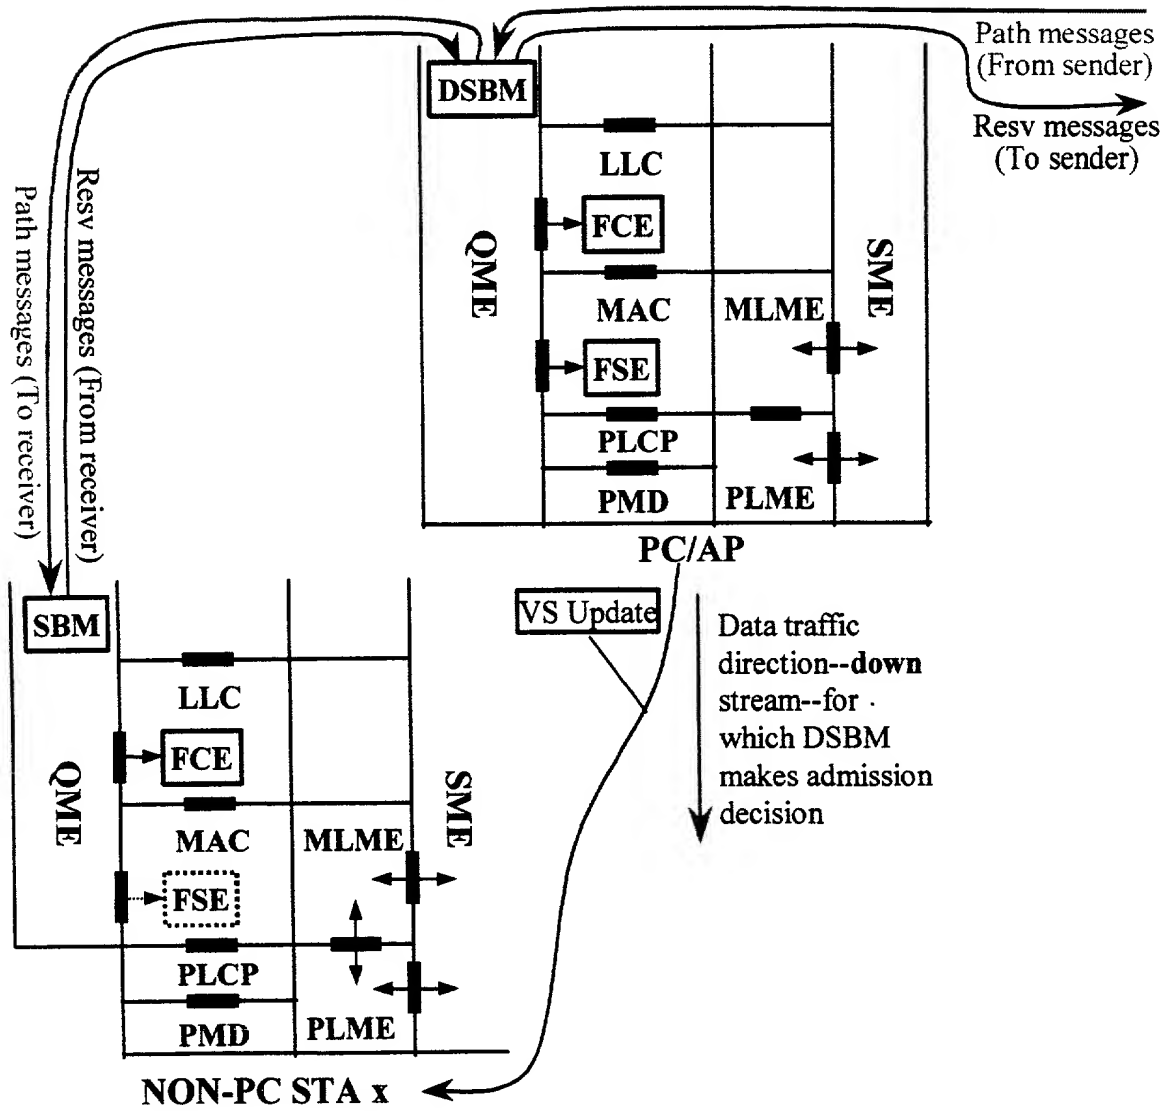 Path messages
(From sender)
DSBM
Resv messages
(To sender)
LLC
FCE
QME
SME
MAC
MLME
FSE
PLCP
PMD
PLME
PC/AP
Path messages (To receiver)
Resv messages (From receiver)
SBM
VS Update
Data traffic
direction--down
stream--for
which DSBM
makes admission
decision
LLC
FCE
QME
SME
MAC
MLME
FSE
PLCP
PMD
PLME
NON-PC STA x